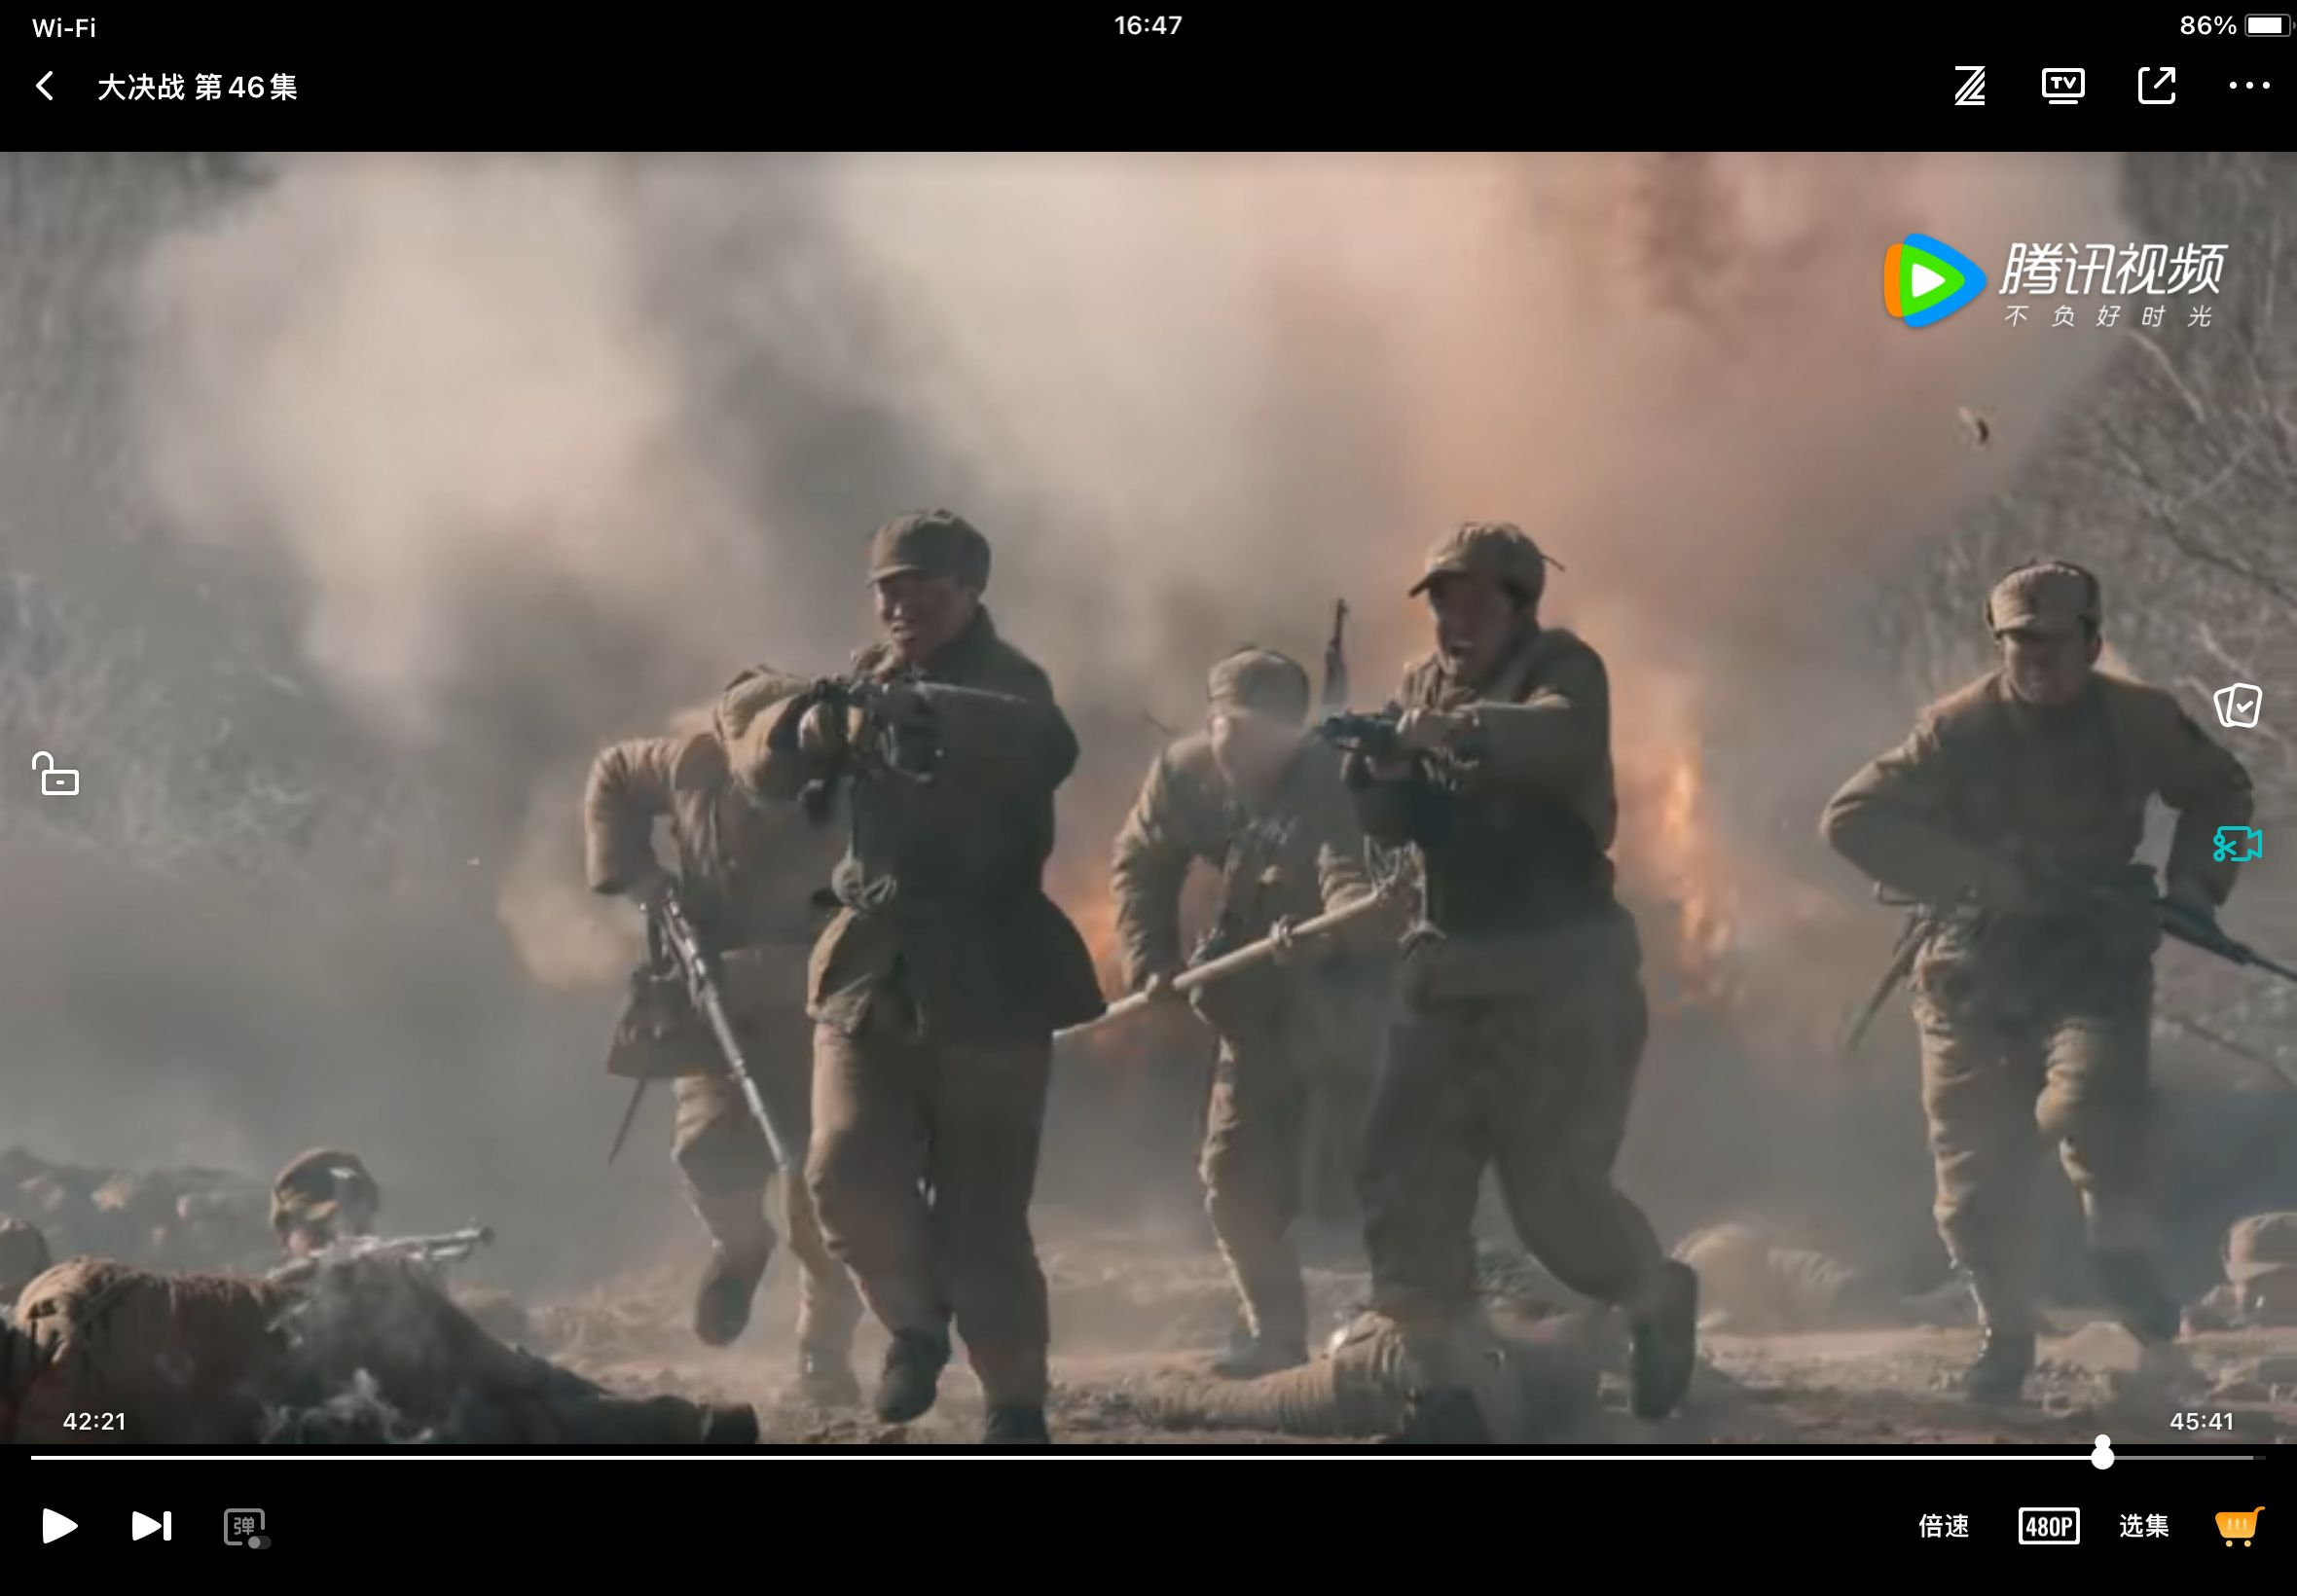 Wi-Fi
16:47
86%
大决战 第46集
TV
腾讯视频
不负好时光
42:21
45:41
弹
倍速
480P
选集